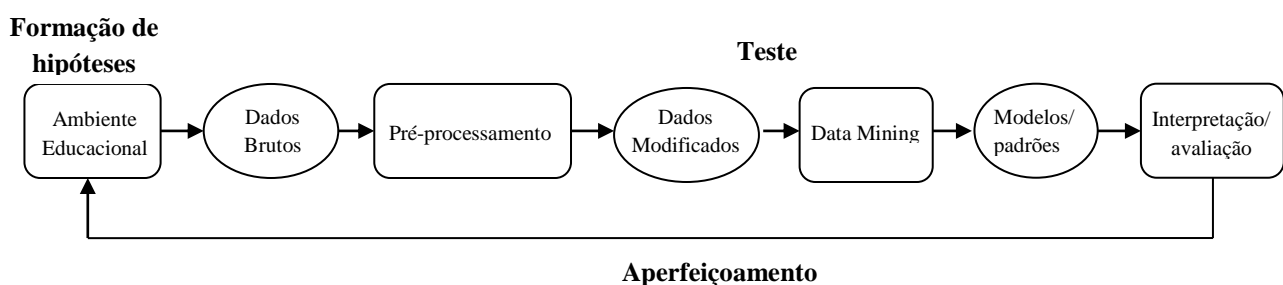 Formação de
hipóteses
Teste
Ambiente
Educacional
Dados
Brutos
Pré-processamento
Dados
Modificados
Data Mining
Modelos/
padrões
Interpretação/
avaliação
Aperfeiçoamento